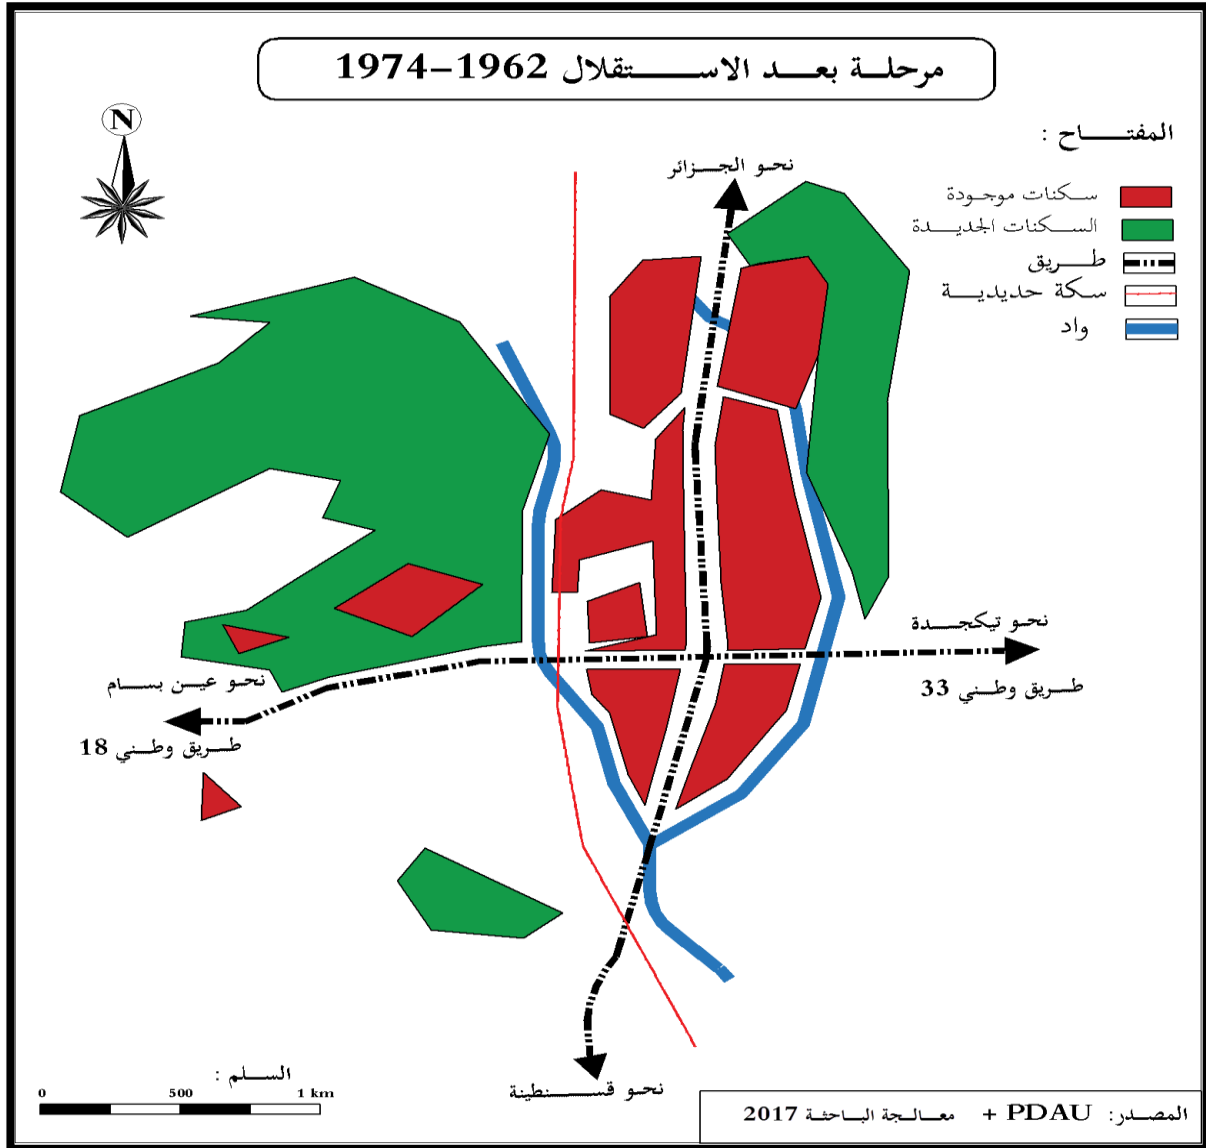 مرحلة بعد الاستقلال 1962–1974
N
المفتاح :
سكنات موجودة
السكنات الجديدة
طريق
سكة حديدية
واد
نحو الجزائر
نحو تيكجدة
طريق وطني 33
نحو عين بسام
طريق وطني 18
نحو قسنطينة
السلم :
0 500 1 km
المصدر: PDAU + معالجة الباحثة 2017